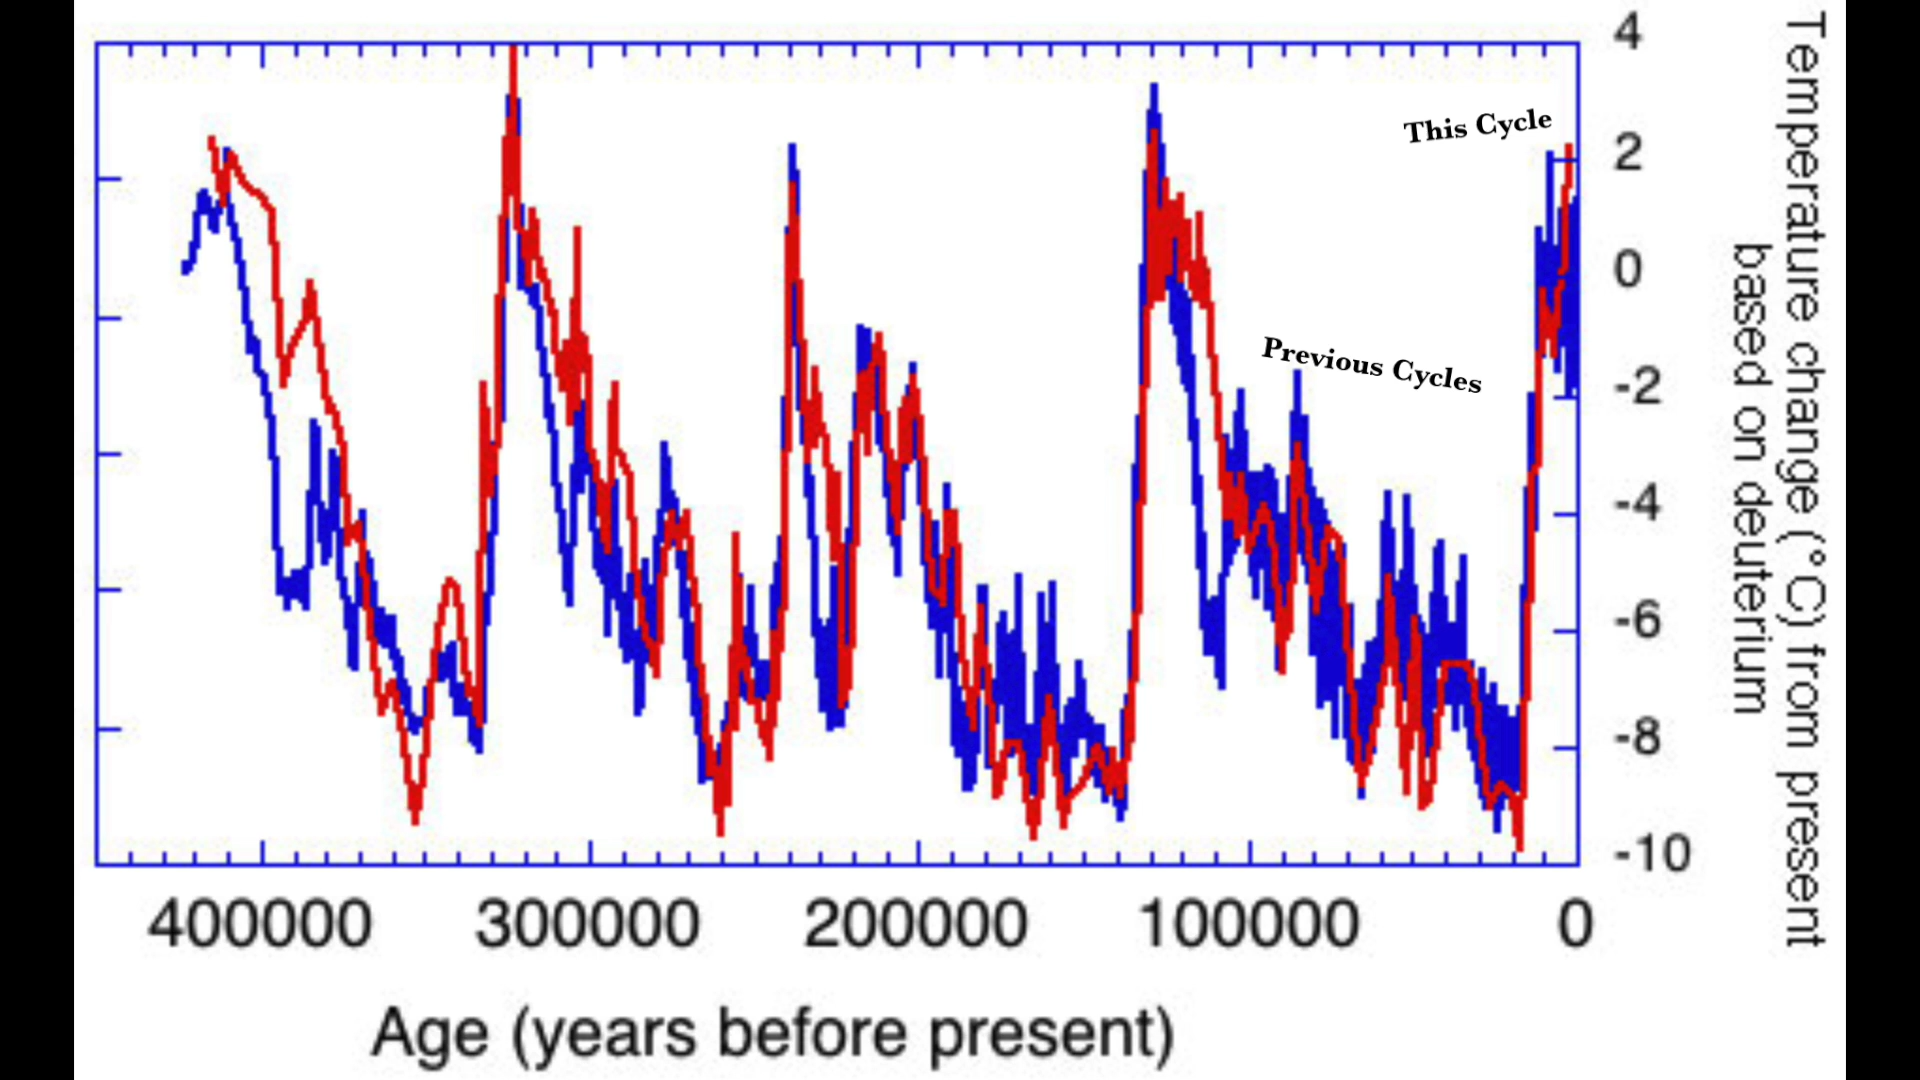 4
This Cycle
2
0
Previous Cycles
-2
-4
-6
-8
-10
Temperature change (°C) from present
based on deuterium
400000 300000 200000 100000 0
Age (years before present)